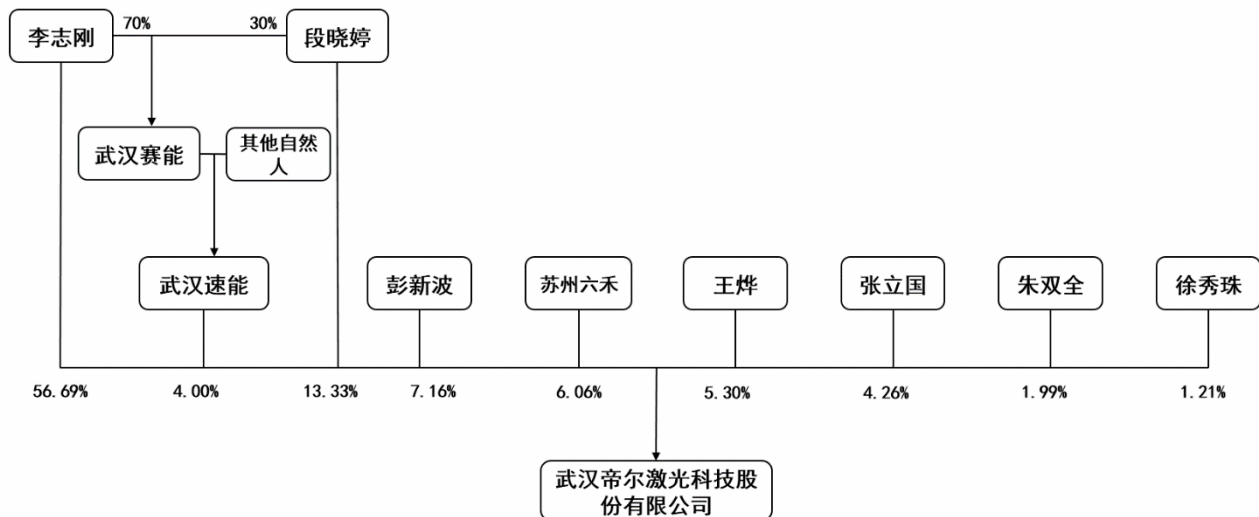 李志刚
70%
30%
段晓婷
武汉赛能
其他自然
人
武汉速能
彭新波
苏州六禾
王烨
张立国
朱双全
徐秀珠
56.69%
4.00%
13.33%
7.16%
6.06%
5.30%
4.26%
1.99%
1.21%
武汉帝尔激光科技股
份有限公司